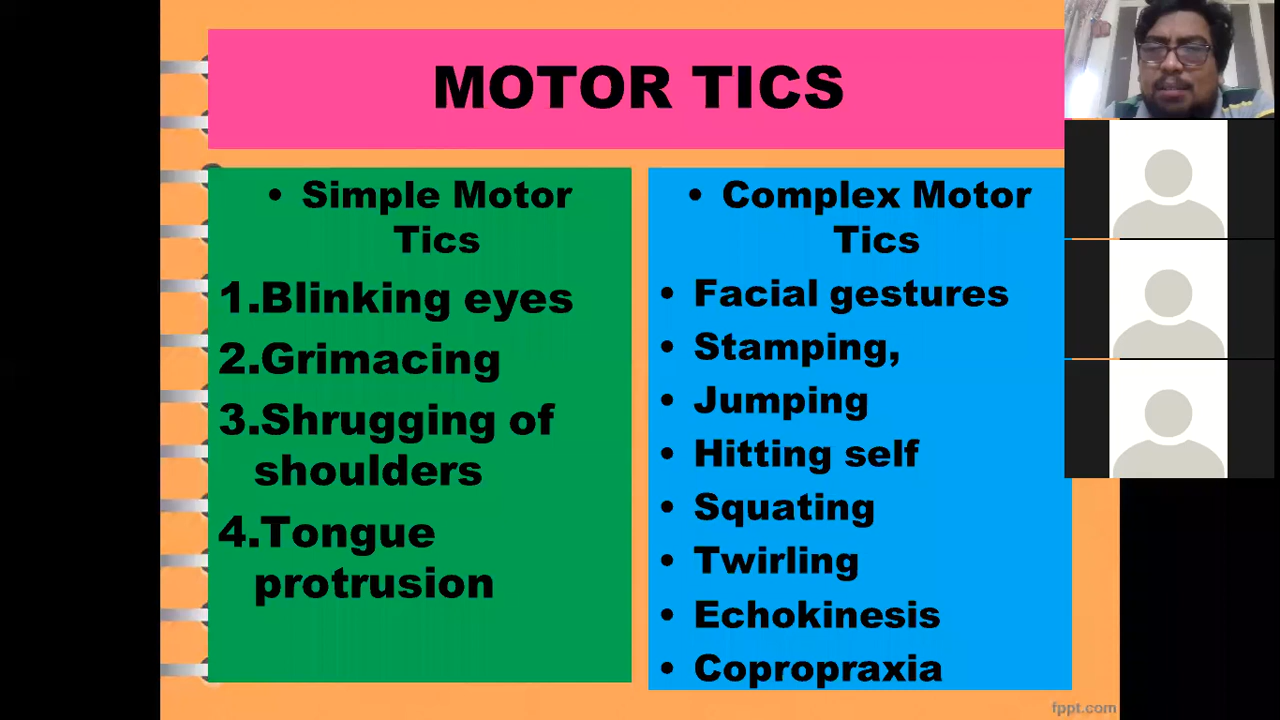 MOTOR TICS
• Simple Motor
Tics
1.Blinking eyes
2.Grimacing
3.Shrugging of
shoulders
4.Tongue
protrusion
• Complex Motor
Tics
• Facial gestures
• Stamping,
• Jumping
• Hitting self
• Squating
• Twirling
• Echokinesis
• Copropraxia
fppt.com